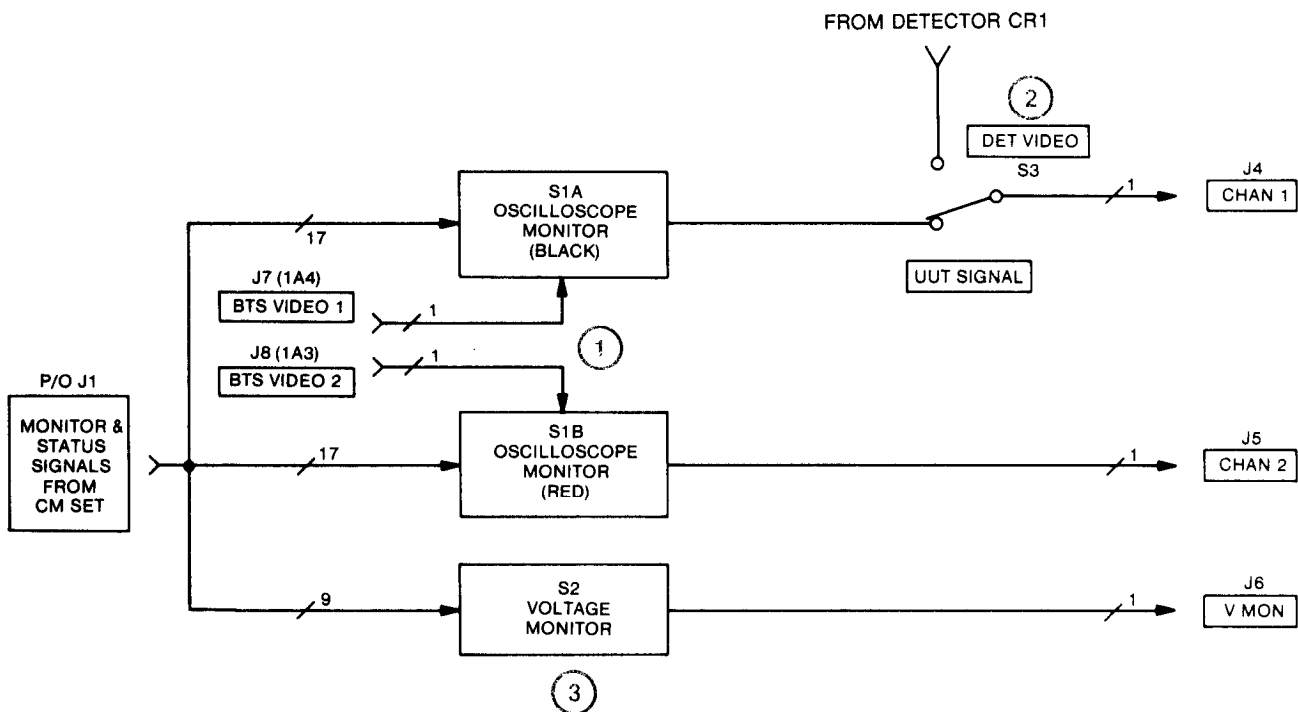 FROM DETECTOR CR1
2
DET VIDEO
S3
1
J4
CHAN 1
S1A
OSCILLOSCOPE
MONITOR
(BLACK)
17
UUT SIGNAL
J7 (1A4)
BTS VIDEO 1
1
1
J8 (1A3)
BTS VIDEO 2
1
P/O J1
MONITOR &
STATUS
SIGNALS
FROM
CM SET
17
S1B
OSCILLOSCOPE
MONITOR
(RED)
1
J5
CHAN 2
9
S2
VOLTAGE
MONITOR
1
J6
V MON
3